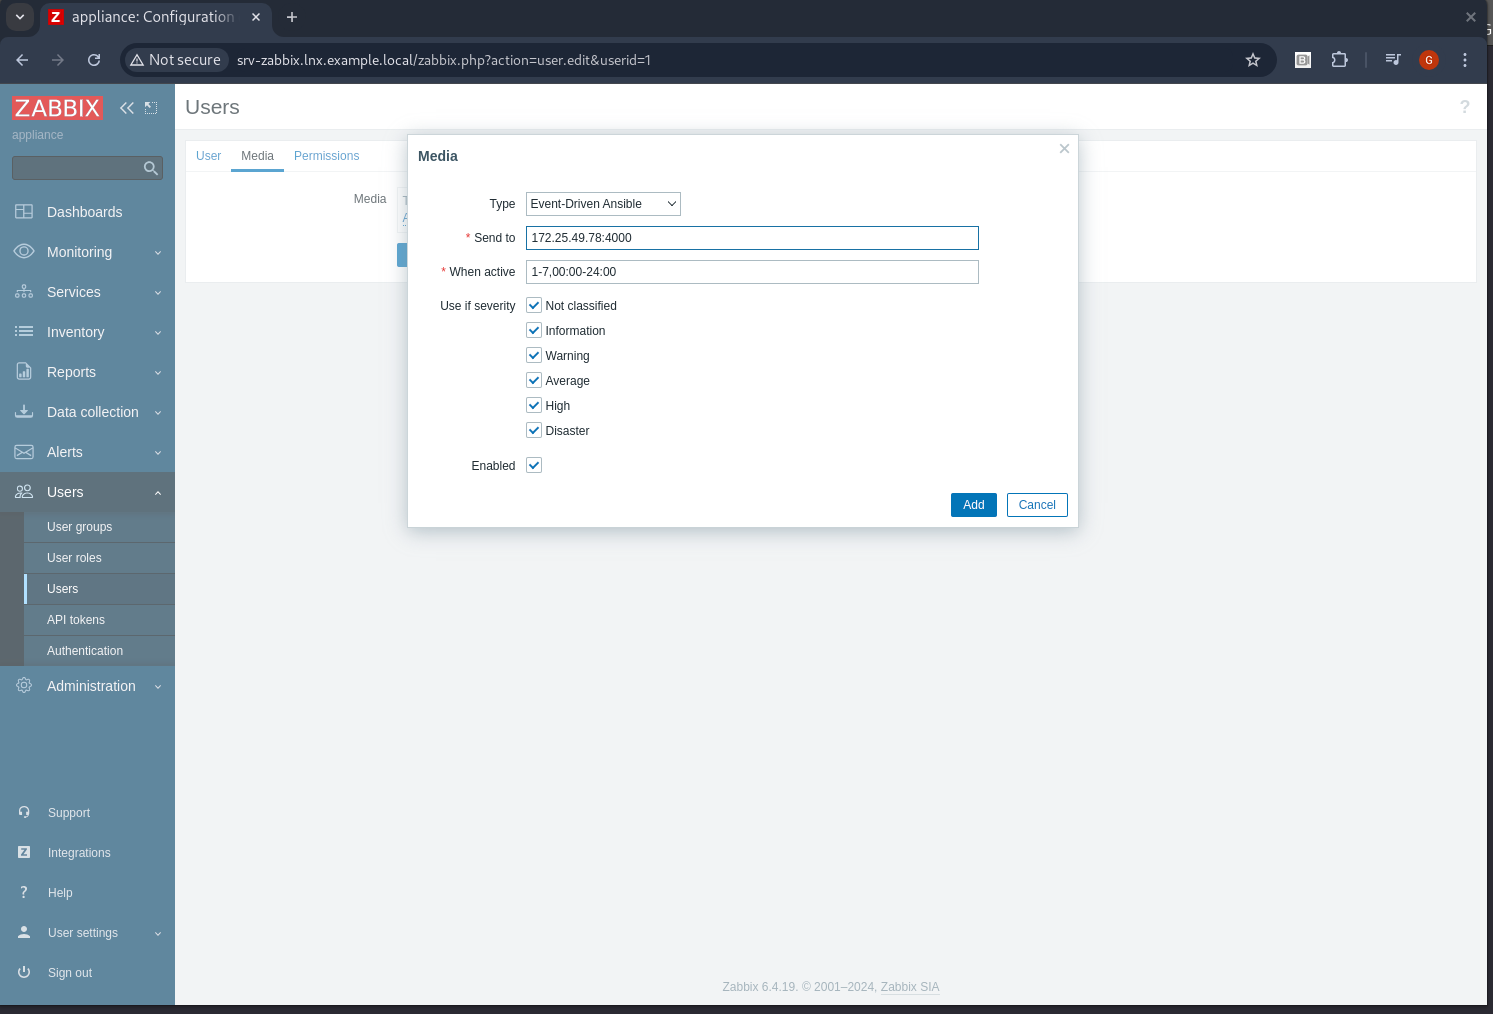 appliance: Configuration
Not secure
srv-zabbix.lnx.example.local/zabbix.php?action=user.edit&userid=1
G
ZABBIX
appliance
Dashboards
Monitoring
Services
Inventory
Reports
Data collection
Alerts
Users
User groups
User roles
Users
API tokens
Authentication
Administration
Support
Integrations
Help
User settings
Sign out
Users
?
User Media Permissions
Media
Media
Type Event-Driven Ansible
* Send to 172.25.49.78:4000
* When active 1-7,00:00-24:00
Use if severity Not classified
Information
Warning
Average
High
Disaster
Enabled
Add Cancel
Zabbix 6.4.19. © 2001–2024, Zabbix SIA